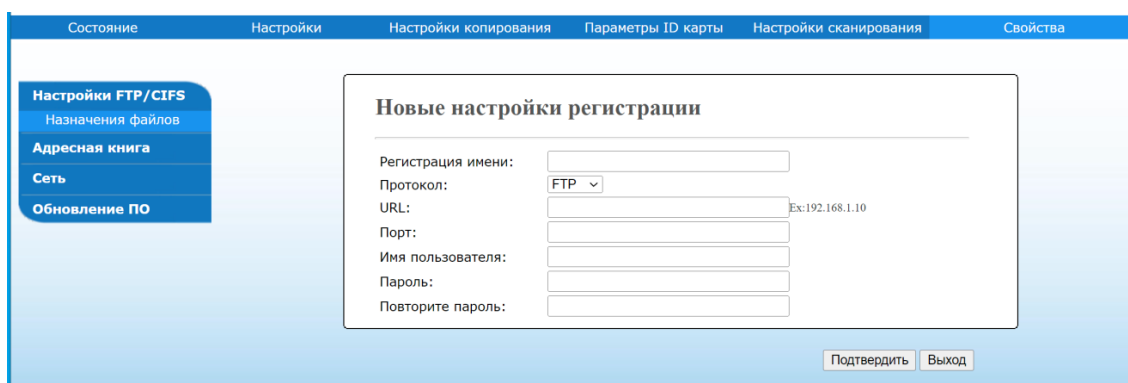 Состояние Настройки Настройки копирования Параметры ID карты Настройки сканирования Свойства
Настройки FTP/CIFS
Назначения файлов
Адресная книга
Сеть
Обновление ПО
Новые настройки регистрации
Регистрация имени:
Протокол: FTP
URL: Ex:192.168.1.10
Порт:
Имя пользователя:
Пароль:
Повторите пароль:
Подтвердить Выход